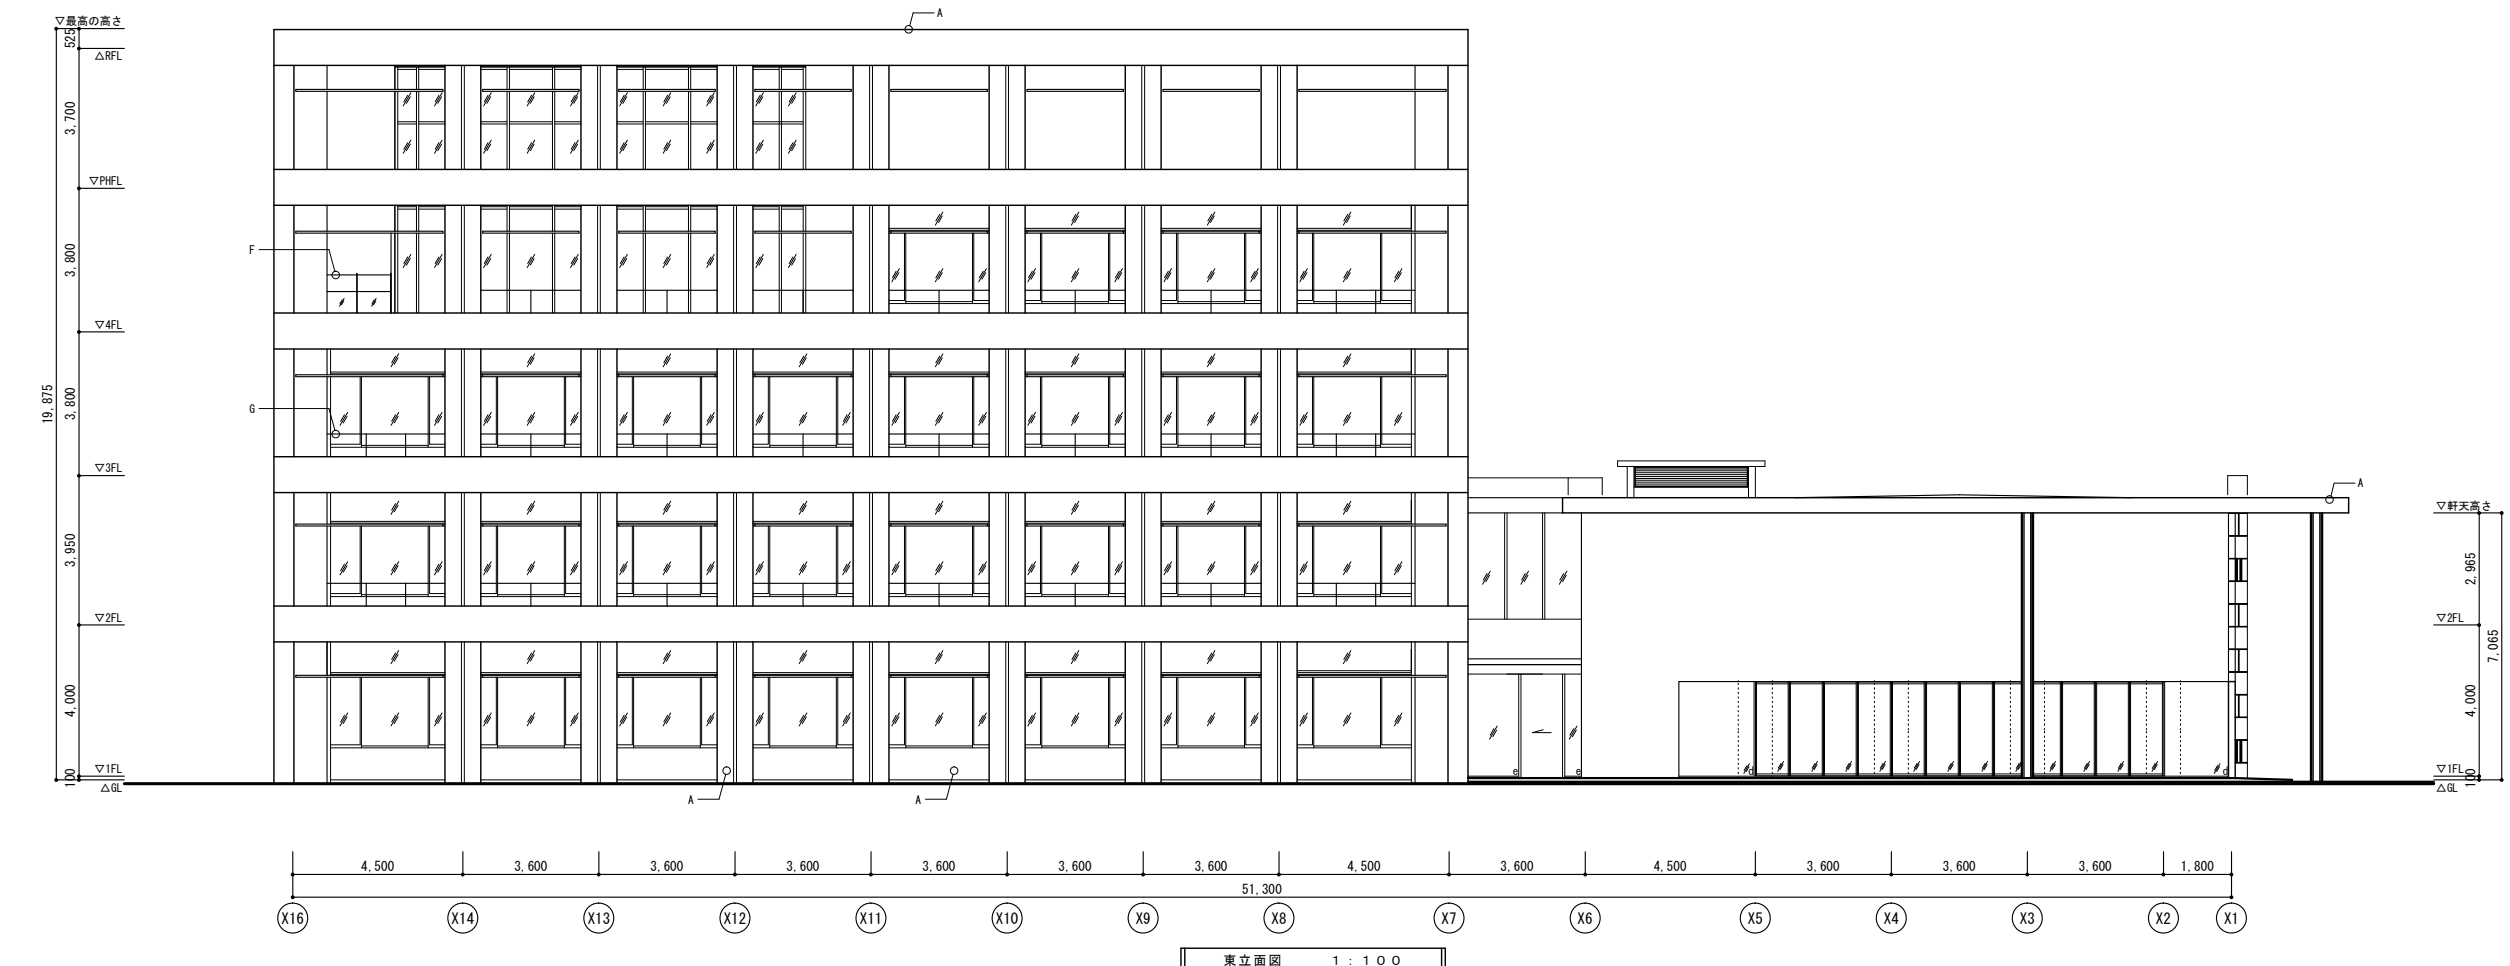 A
▽最高の高さ
525
△RFL
3,700
▽PHFL
3,800
F
▽4FL
19,875
3,800
G
▽3FL
3,950
▽2FL
4,000
▽1FL
100
△GL
A
A
A
▽軒天高さ
2,965
▽2FL
7,065
4,000
▽1FL
100
△GL
e
e
d
d
4,500 3,600 3,600 3,600 3,600 3,600 3,600 4,500 3,600 4,500 3,600 3,600 3,600 1,800
51,300
X16 X14 X13 X12 X11 X10 X9 X8 X7 X6 X5 X4 X3 X2 X1
東立面図 1:100